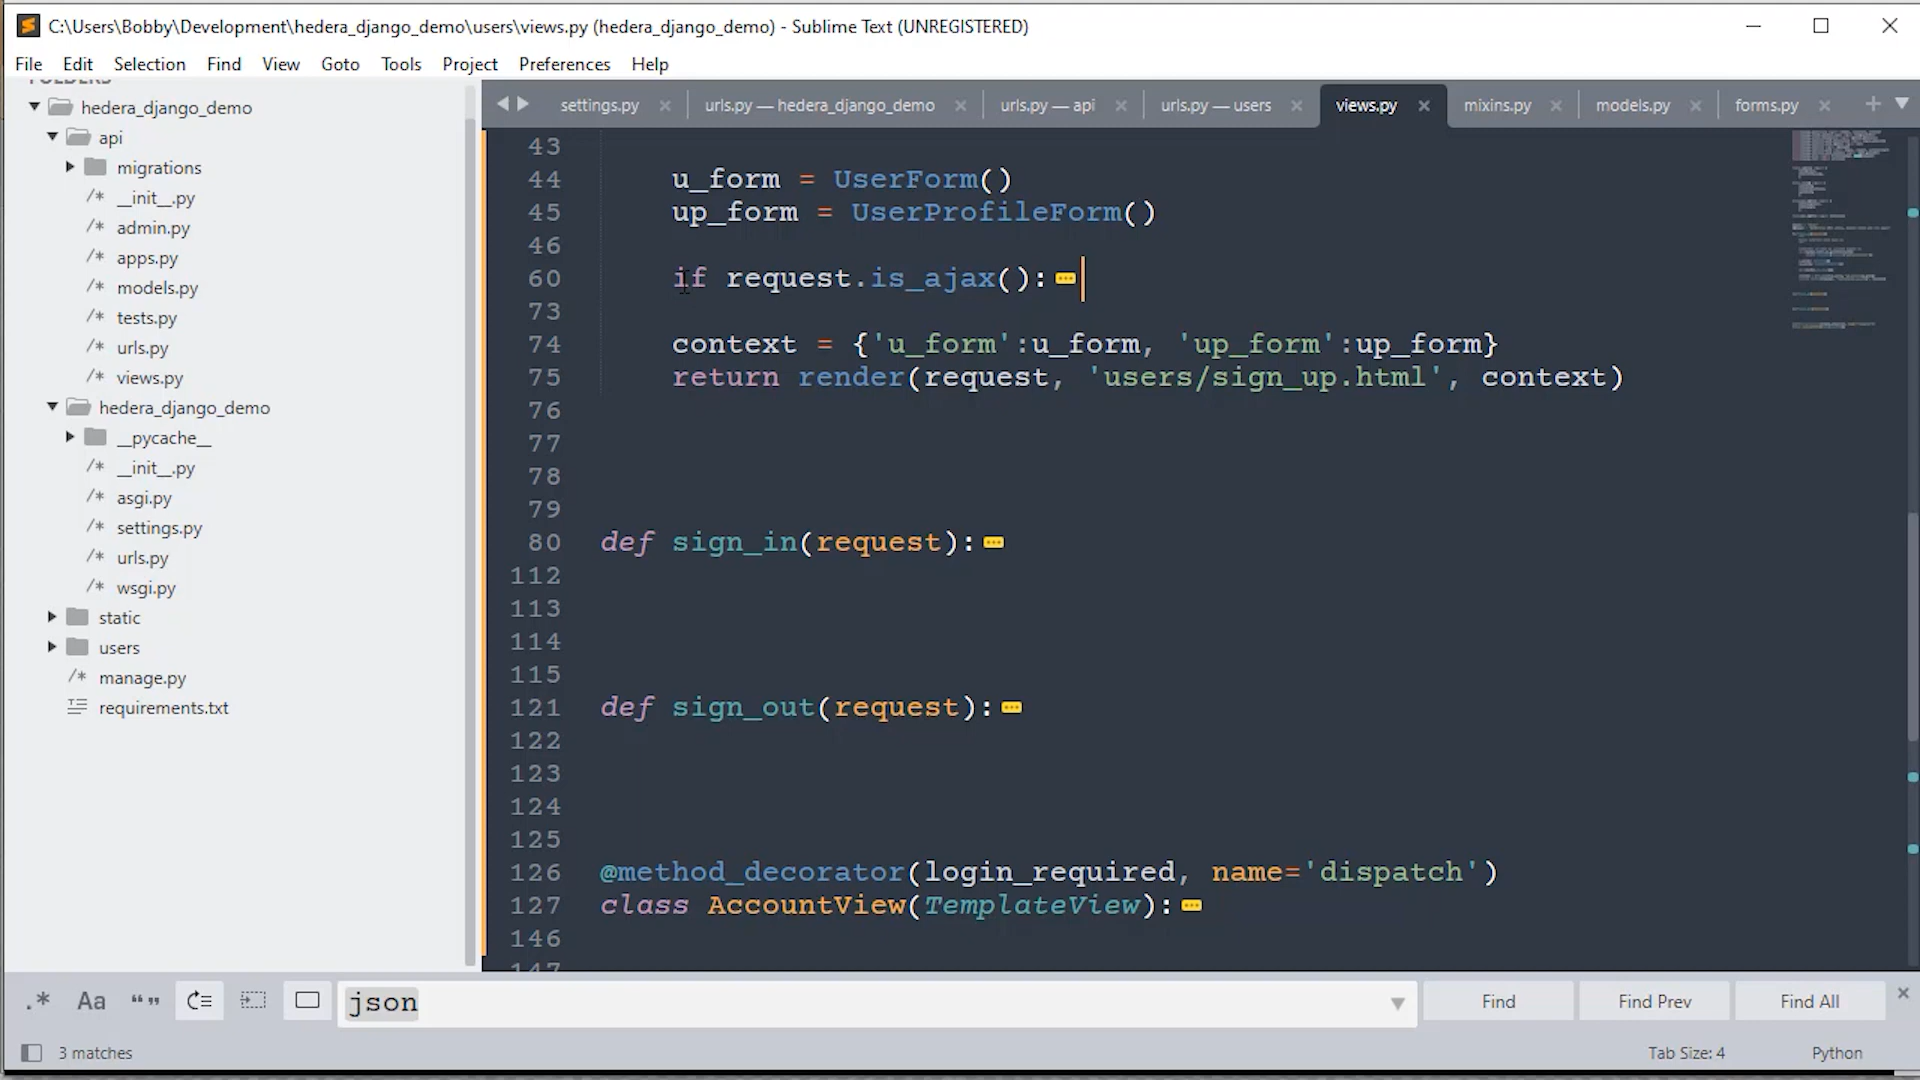 C:\Users\Bobby\Development\hedera_django_demo\users\views.py (hedera_django_demo) - Sublime Text (UNREGISTERED)
File Edit Selection Find View Goto Tools Project Preferences Help
FOLDERS
hedera_django_demo
api
migrations
/* __init__.py
/* admin.py
/* apps.py
/* models.py
/* tests.py
/* urls.py
/* views.py
hedera_django_demo
__pycache__
/* __init__.py
/* asgi.py
/* settings.py
/* urls.py
/* wsgi.py
static
users
/* manage.py
requirements.txt
settings.py urls.py — hedera_django_demo urls.py — api urls.py — users views.py mixins.py models.py forms.py
43
44 u_form = UserForm()
45 up_form = UserProfileForm()
46
60 if request.is_ajax():
73
74 context = {'u_form':u_form, 'up_form':up_form}
75 return render(request, 'users/sign_up.html', context)
76
77
78
79
80 def sign_in(request):
112
113
114
115
121 def sign_out(request):
122
123
124
125
126 @method_decorator(login_required, name='dispatch')
127 class AccountView(TemplateView):
146
147
.* Aa “ ” json Find Find Prev Find All
3 matches Tab Size: 4 Python